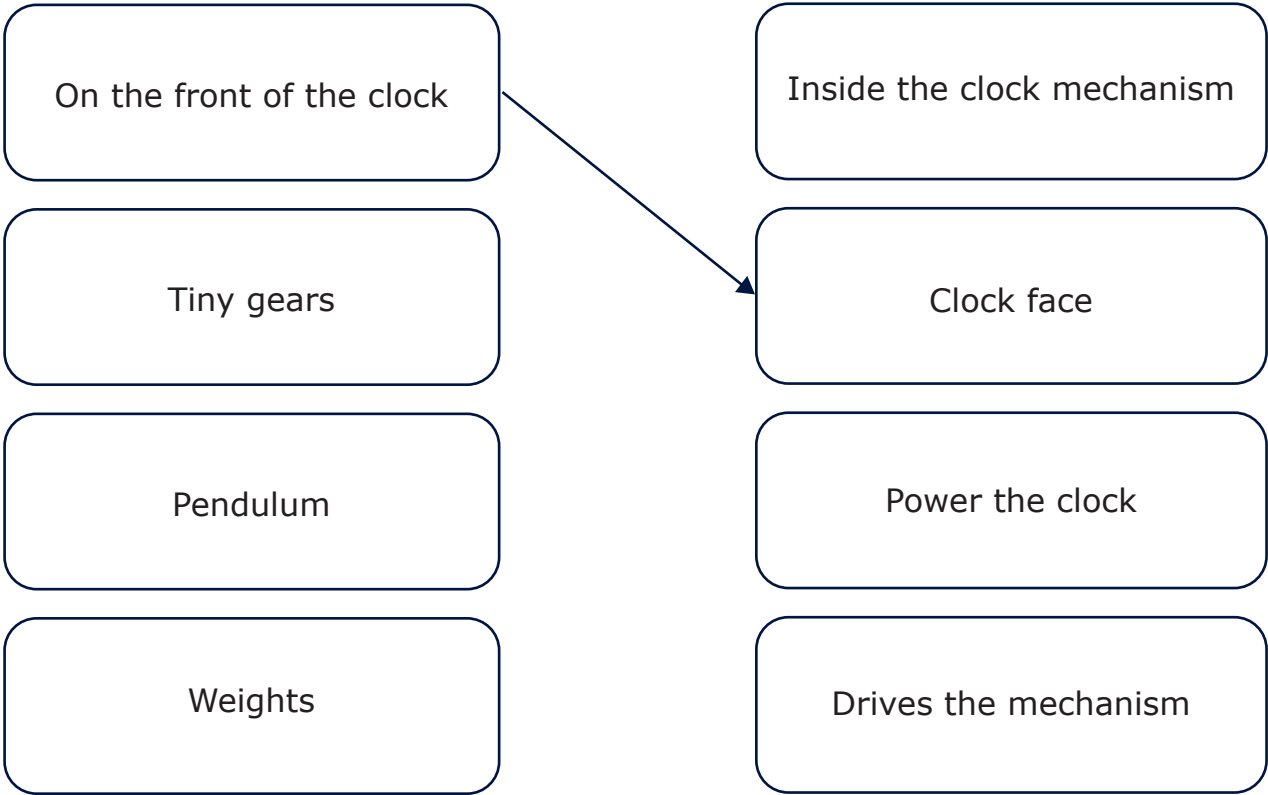 On the front of the clock
Inside the clock mechanism
Tiny gears
Clock face
Pendulum
Power the clock
Weights
Drives the mechanism